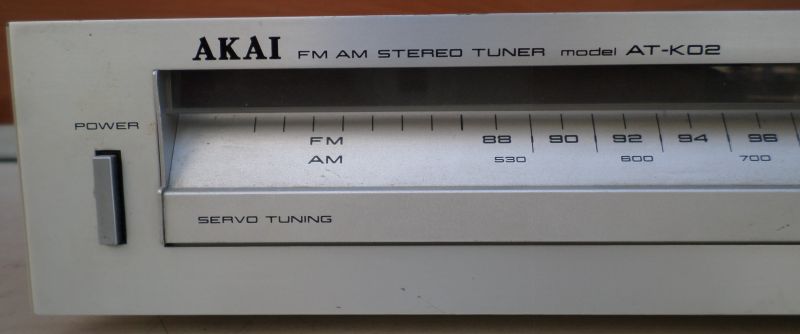 AKAI FM AM STEREO TUNER model AT-K02
POWER
FM 88 90 92 94 96
AM 530 600 700
SERVO TUNING